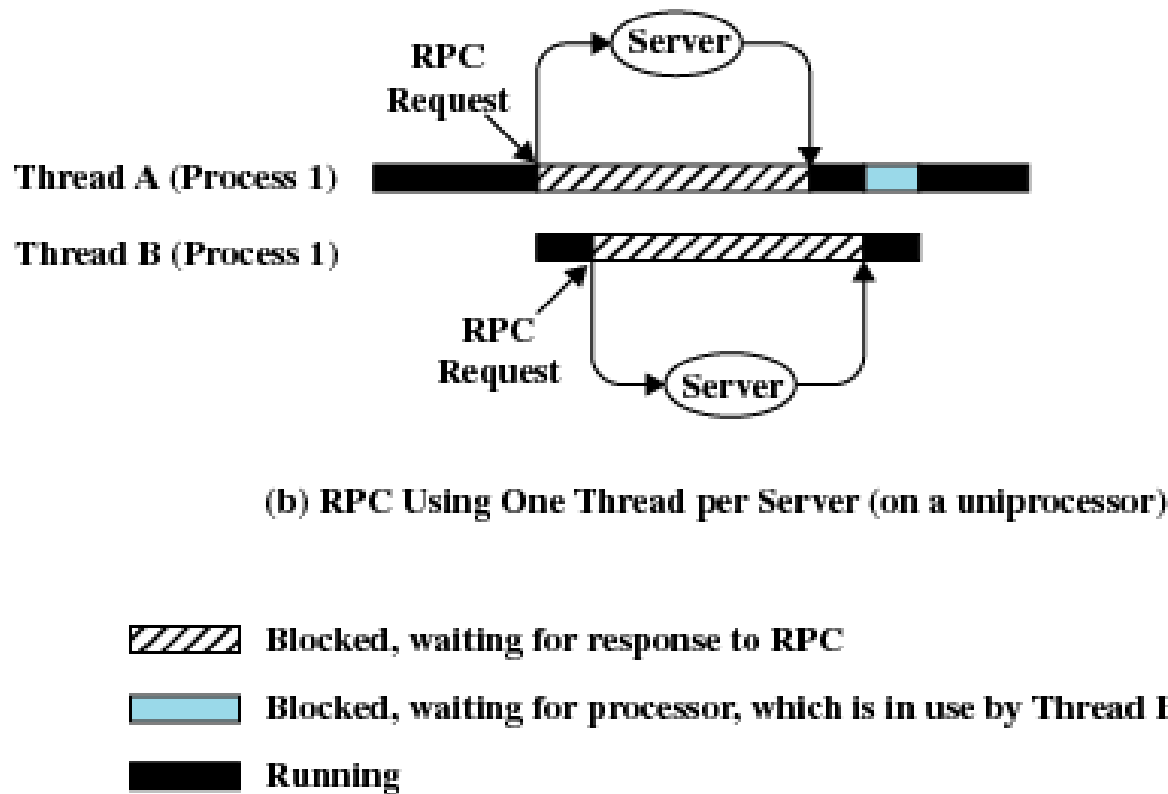 Server
RPC
Request
Thread A (Process 1)
Thread B (Process 1)
RPC
Request
Server
(b) RPC Using One Thread per Server (on a uniprocessor)
Blocked, waiting for response to RPC
Blocked, waiting for processor, which is in use by Thread
Running